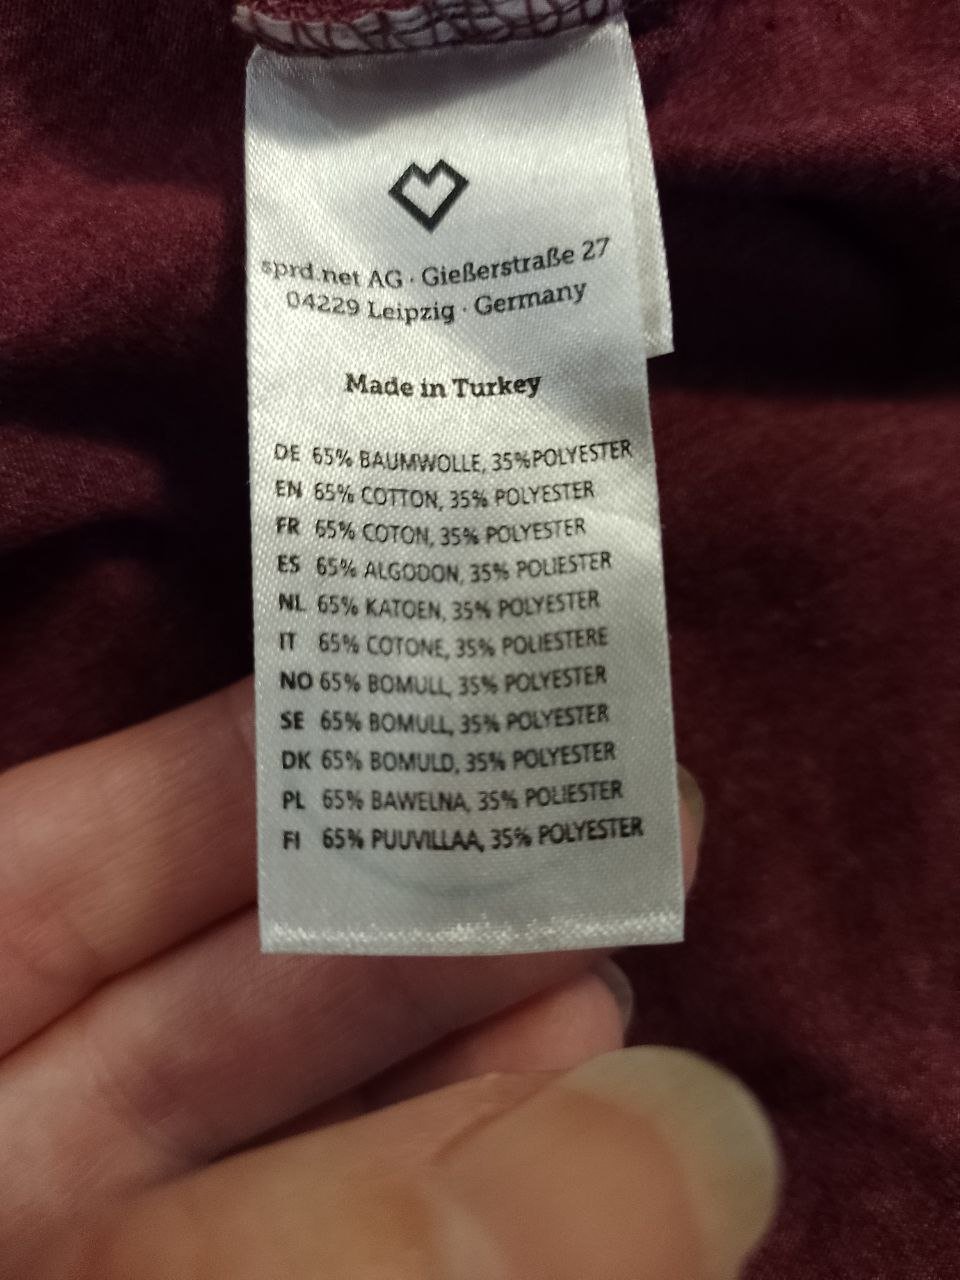 sprd.net AG · Gießerstraße 27
04229 Leipzig · Germany
Made in Turkey
DE 65% BAUMWOLLE, 35%POLYESTER
EN 65% COTTON, 35% POLYESTER
FR 65% COTON, 35% POLYESTER
ES 65% ALGODON, 35% POLIESTER
NL 65% KATOEN, 35% POLYESTER
IT 65% COTONE, 35% POLIESTERE
NO 65% BOMULL, 35% POLYESTER
SE 65% BOMULL, 35% POLYESTER
DK 65% BOMULD, 35% POLYESTER
PL 65% BAWELNA, 35% POLIESTER
FI 65% PUUVILLAA, 35% POLYESTER